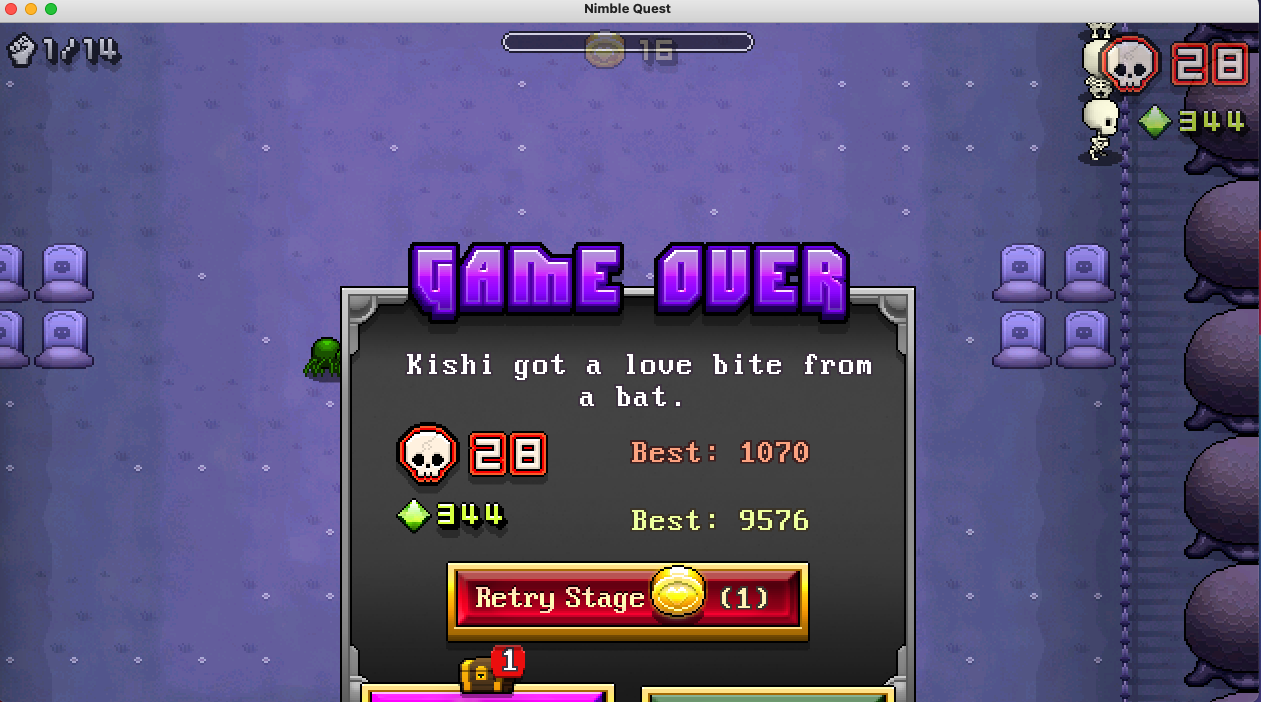 Nimble Quest
1/14
16
28
344
GAME OVER
Kishi got a love bite from
a bat.
28
Best: 1070
344
Best: 9576
Retry Stage (1)
1